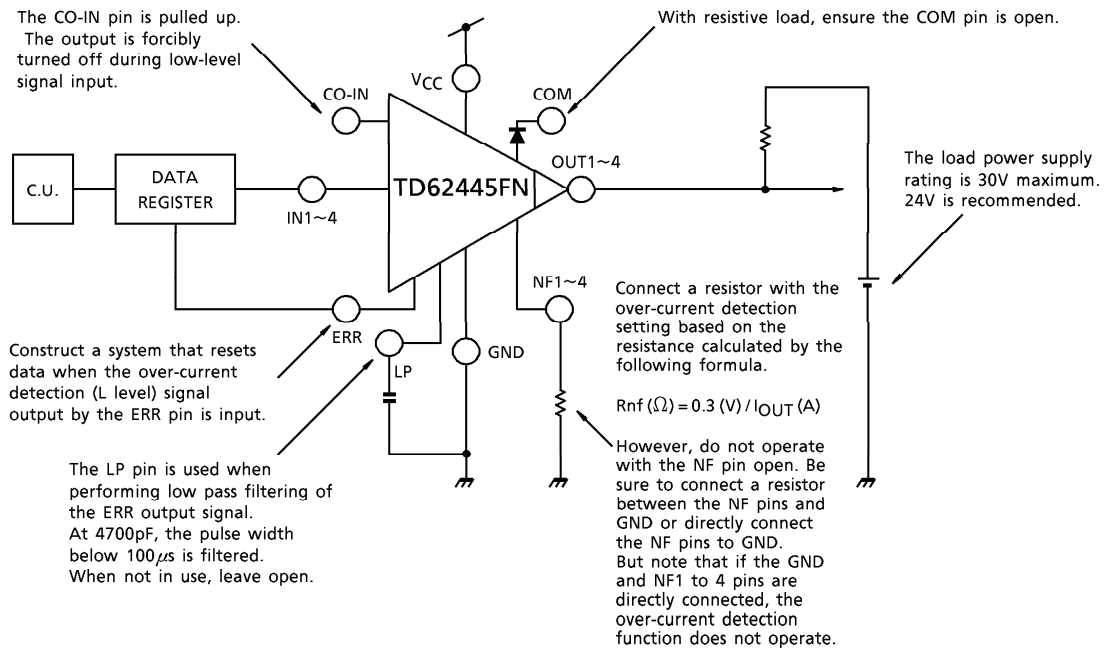 The CO-IN pin is pulled up.
The output is forcibly
turned off during low-level
signal input.
With resistive load, ensure the COM pin is open.
VCC
CO-IN
COM
OUT1~4
C.U.
DATA
REGISTER
IN1~4
TD62445FN
The load power supply
rating is 30V maximum.
24V is recommended.
NF1~4
ERR
LP
GND
Connect a resistor with the
over-current detection
setting based on the
resistance calculated by the
following formula.
Rnf (Ω) = 0.3 (V) / IOUT (A)
Construct a system that resets
data when the over-current
detection (L level) signal
output by the ERR pin is input.
The LP pin is used when
performing low pass filtering of
the ERR output signal.
At 4700pF, the pulse width
below 100μs is filtered.
When not in use, leave open.
However, do not operate
with the NF pin open. Be
sure to connect a resistor
between the NF pins and
GND or directly connect
the NF pins to GND.
But note that if the GND
and NF1 to 4 pins are
directly connected, the
over-current detection
function does not operate.